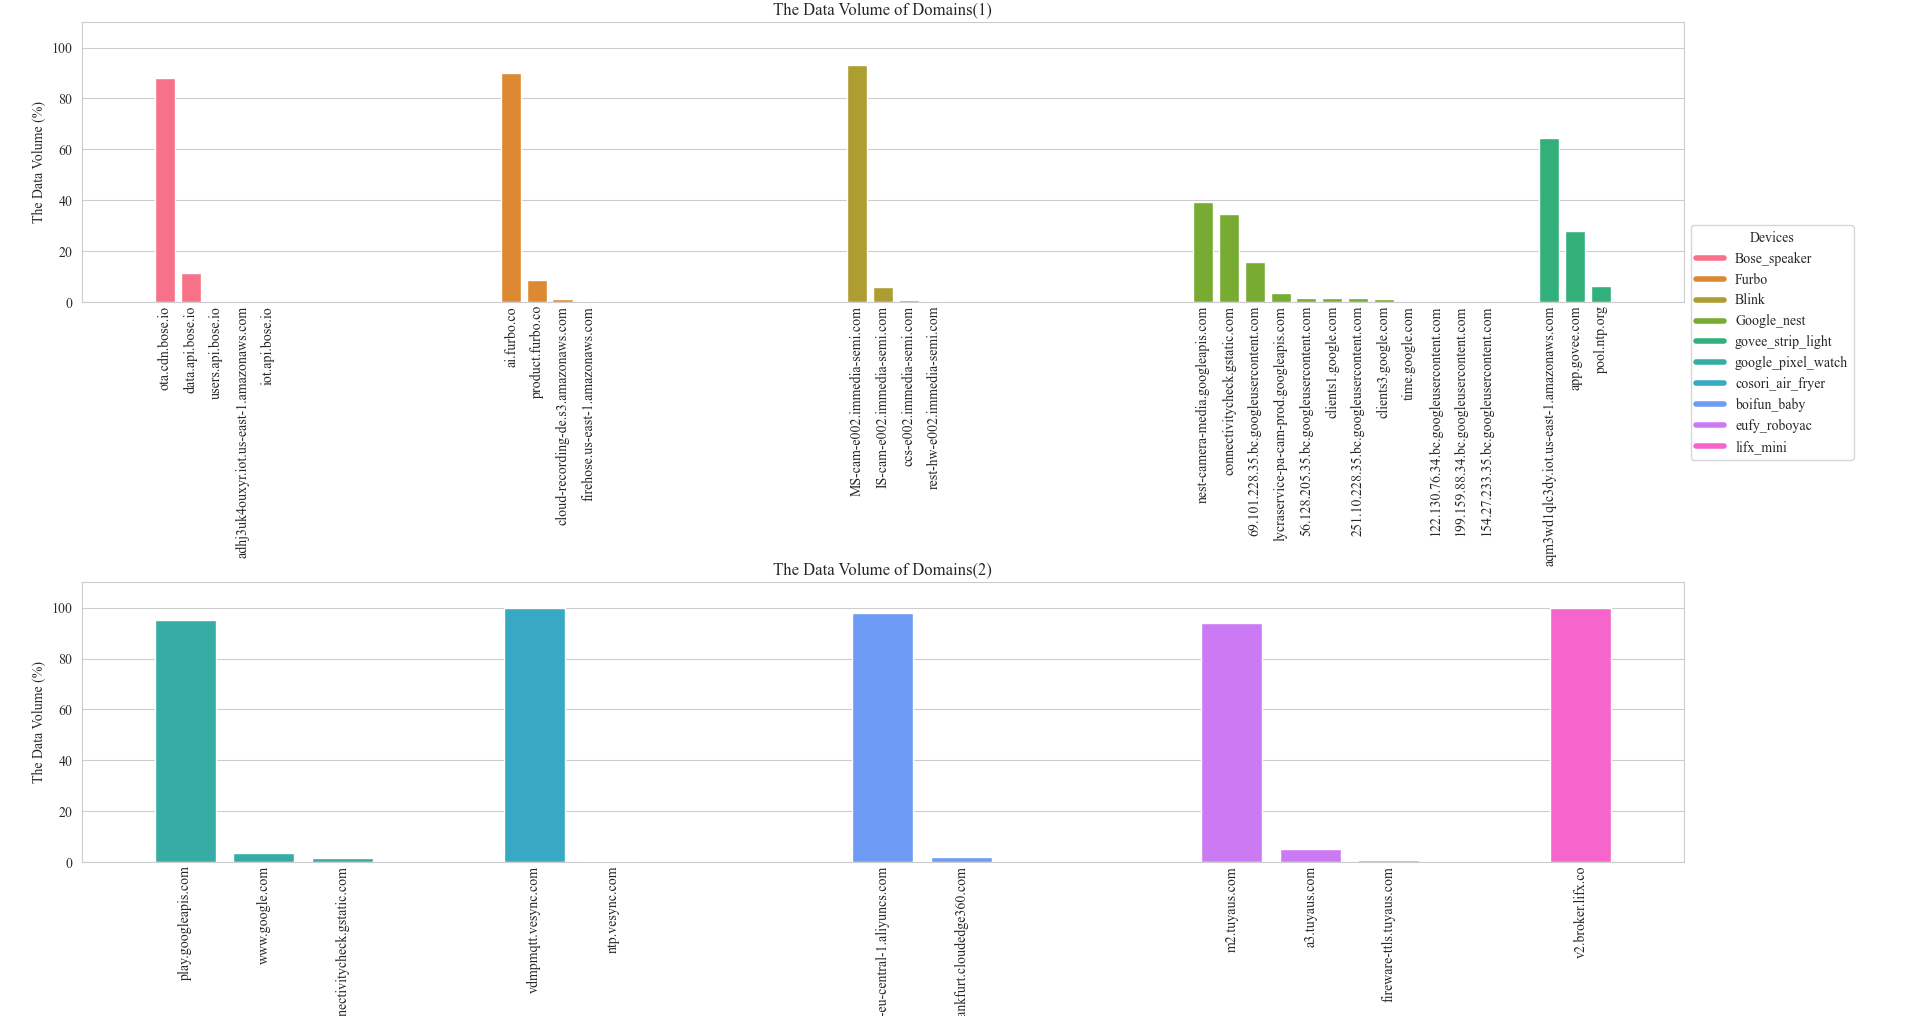 The Data Volume of Domains(1)
The Data Volume (%)
100
80
60
40
20
0
ota.cdn.bose.io
data.api.bose.io
users.api.bose.io
adhj3uk4ouxyr.iot.us-east-1.amazonaws.com
iot.api.bose.io
ai.furbo.co
product.furbo.co
cloud-recording-de.s3.amazonaws.com
firehose.us-east-1.amazonaws.com
MS-cam-e002.immedia-semi.com
IS-cam-e002.immedia-semi.com
ccs-e002.immedia-semi.com
rest-hw-e002.immedia-semi.com
nest-camera-media.googleapis.com
connectivitycheck.gstatic.com
69.101.228.35.bc.googleusercontent.com
lycraservice-pa-cam-prod.googleapis.com
56.128.205.35.bc.googleusercontent.com
clients1.google.com
251.10.228.35.bc.googleusercontent.com
clients3.google.com
time.google.com
122.130.76.34.bc.googleusercontent.com
199.159.88.34.bc.googleusercontent.com
154.27.233.35.bc.googleusercontent.com
aqm3wd1qlc3dy.iot.us-east-1.amazonaws.com
app.govee.com
pool.ntp.org
Devices
Bose_speaker
Furbo
Blink
Google_nest
govee_strip_light
google_pixel_watch
cosori_air_fryer
boifun_baby
eufy_roboyac
lifx_mini
The Data Volume of Domains(2)
The Data Volume (%)
100
80
60
40
20
0
play.googleapis.com
www.google.com
nectivitycheck.gstatic.com
vdmpmqtt.vesync.com
ntp.vesync.com
-eu-central-1.aliyuncs.com
ankfurt.cloudedge360.com
m2.tuyaus.com
a3.tuyaus.com
fireware-ttls.tuyaus.com
v2.broker.lifx.co